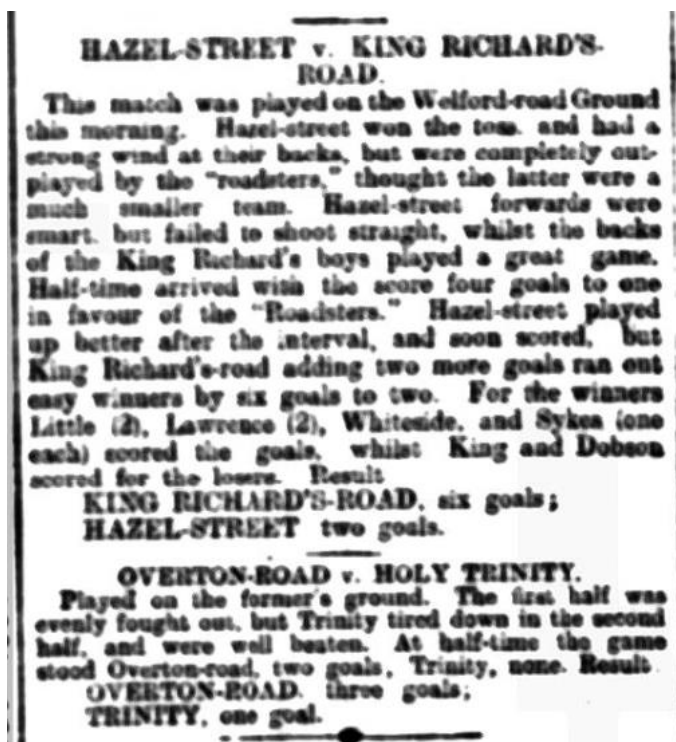 HAZEL-STREET v. KING RICHARD'S-
ROAD.
This match was played on the Welford-road Ground
this morning. Hazel-street won the toss, and had a
strong wind at their backs, but were completely out-
played by the "roadsters," thought the latter were a
much smaller team. Hazel-street forwards were
smart, but failed to shoot straight, whilst the backs
of the King Richard's boys played a great game.
Half-time arrived with the score four goals to one
in favour of the "Roadsters." Hazel-street played
up better after the interval, and soon scored, but
King Richard's-road adding two more goals ran out
easy winners by six goals to two. For the winners
Little (2), Lawrence (2), Whiteside, and Sykes (one
each) scored the goals, whilst King and Dobson
scored for the losers. Result
KING RICHARD'S-ROAD, six goals;
HAZEL-STREET two goals.
OVERTON-ROAD v. HOLY TRINITY.
Played on the former's ground. The first half was
evenly fought out, but Trinity tired down in the second
half, and were well beaten. At half-time the game
stood Overton-road, two goals, Trinity, none. Result
OVERTON-ROAD, three goals;
TRINITY, one goal.